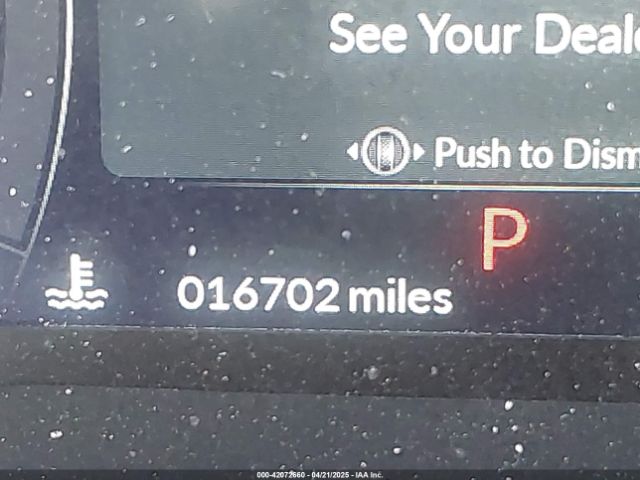 See Your Deale
Push to Dism
P
016702 miles
000-42072660 - 04/21/2025 - IAA Inc.